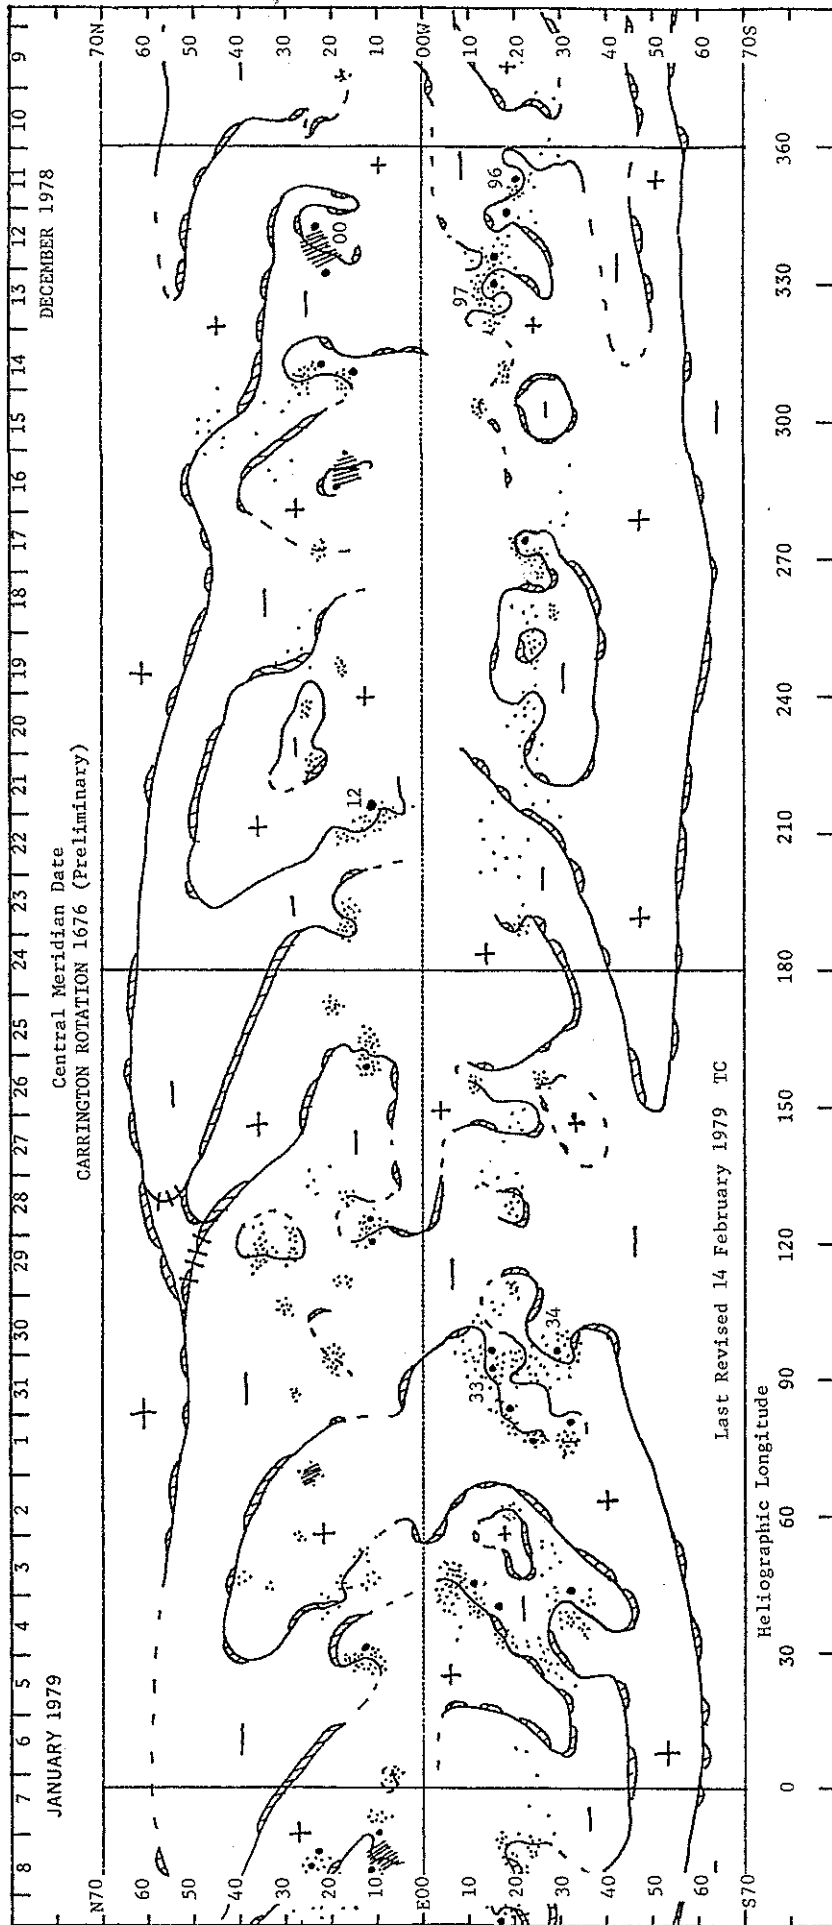 8 | 7 | 6 | 5 | 4 | 3 | 2 | 1 | 31 | 30 | 29 | 28 | 27 | 26 | 25 | 24 | 23 | 22 | 21 | 20 | 19 | 18 | 17 | 16 | 15 | 14 | 13 | 12 | 11 | 10 | 9
JANUARY 1979
Central Meridian Date
DECEMBER 1978
CARRINGTON ROTATION 1676 (Preliminary)
N70 70N
60 60
50 50
40 40
30 30
00
20 20
12
10 10
E00 00W
10 10
33
97
96
20 20
30 30
34
40 40
50 50
60 60
Last Revised 14 February 1979 TC
S70 70S
Heliographic Longitude
0 30 60 90 120 150 180 210 240 270 300 330 360